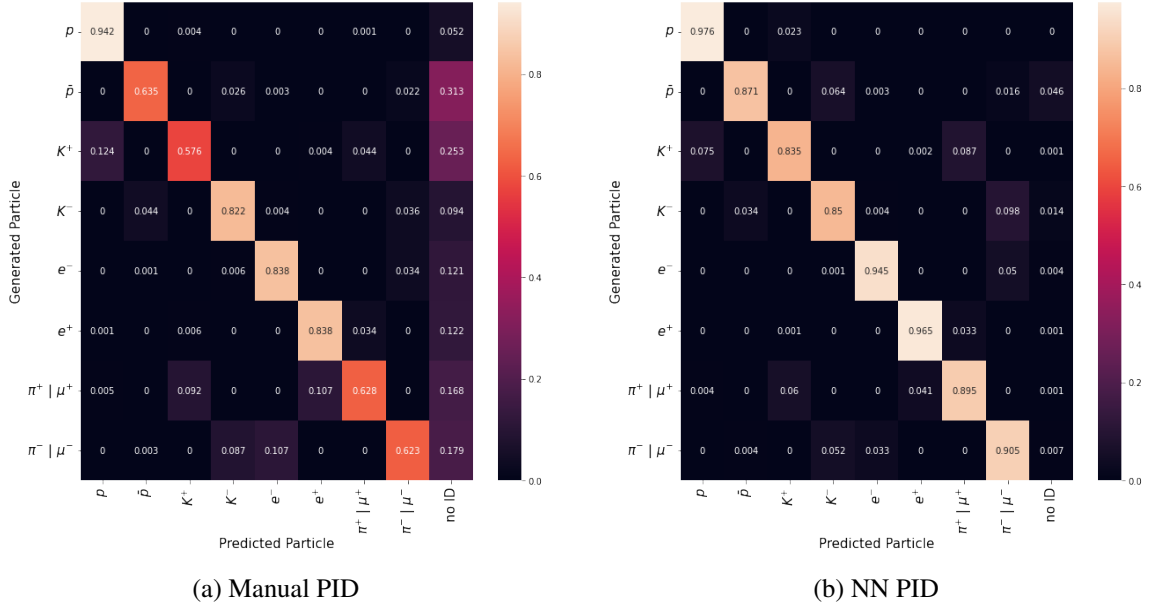 p 0.942 0 0.004 0 0 0 0.001 0 0.052
p̄ 0 0.635 0 0.026 0.003 0 0 0.022 0.313
K⁺ 0.124 0 0.576 0 0 0.004 0.044 0 0.253
K⁻ 0 0.044 0 0.822 0.004 0 0 0.036 0.094
e⁻ 0 0.001 0 0.006 0.838 0 0 0.034 0.121
e⁺ 0.001 0 0.006 0 0 0.838 0.034 0 0.122
π⁺ | μ⁺ 0.005 0 0.092 0 0 0.107 0.628 0 0.168
π⁻ | μ⁻ 0 0.003 0 0.087 0.107 0 0 0.623 0.179
p p̄ K⁺ K⁻ e⁻ e⁺ π⁺ | μ⁺ π⁻ | μ⁻ no ID
Generated Particle
Predicted Particle
0.8
0.6
0.4
0.2
0.0
(a) Manual PID
p 0.976 0 0.023 0 0 0 0 0 0
p̄ 0 0.871 0 0.064 0.003 0 0 0.016 0.046
K⁺ 0.075 0 0.835 0 0 0.002 0.087 0 0.001
K⁻ 0 0.034 0 0.85 0.004 0 0 0.098 0.014
e⁻ 0 0 0 0.001 0.945 0 0 0.05 0.004
e⁺ 0 0 0.001 0 0 0.965 0.033 0 0.001
π⁺ | μ⁺ 0.004 0 0.06 0 0 0.041 0.895 0 0.001
π⁻ | μ⁻ 0 0.004 0 0.052 0.033 0 0 0.905 0.007
p p̄ K⁺ K⁻ e⁻ e⁺ π⁺ | μ⁺ π⁻ | μ⁻ no ID
Generated Particle
Predicted Particle
0.8
0.6
0.4
0.2
0.0
(b) NN PID